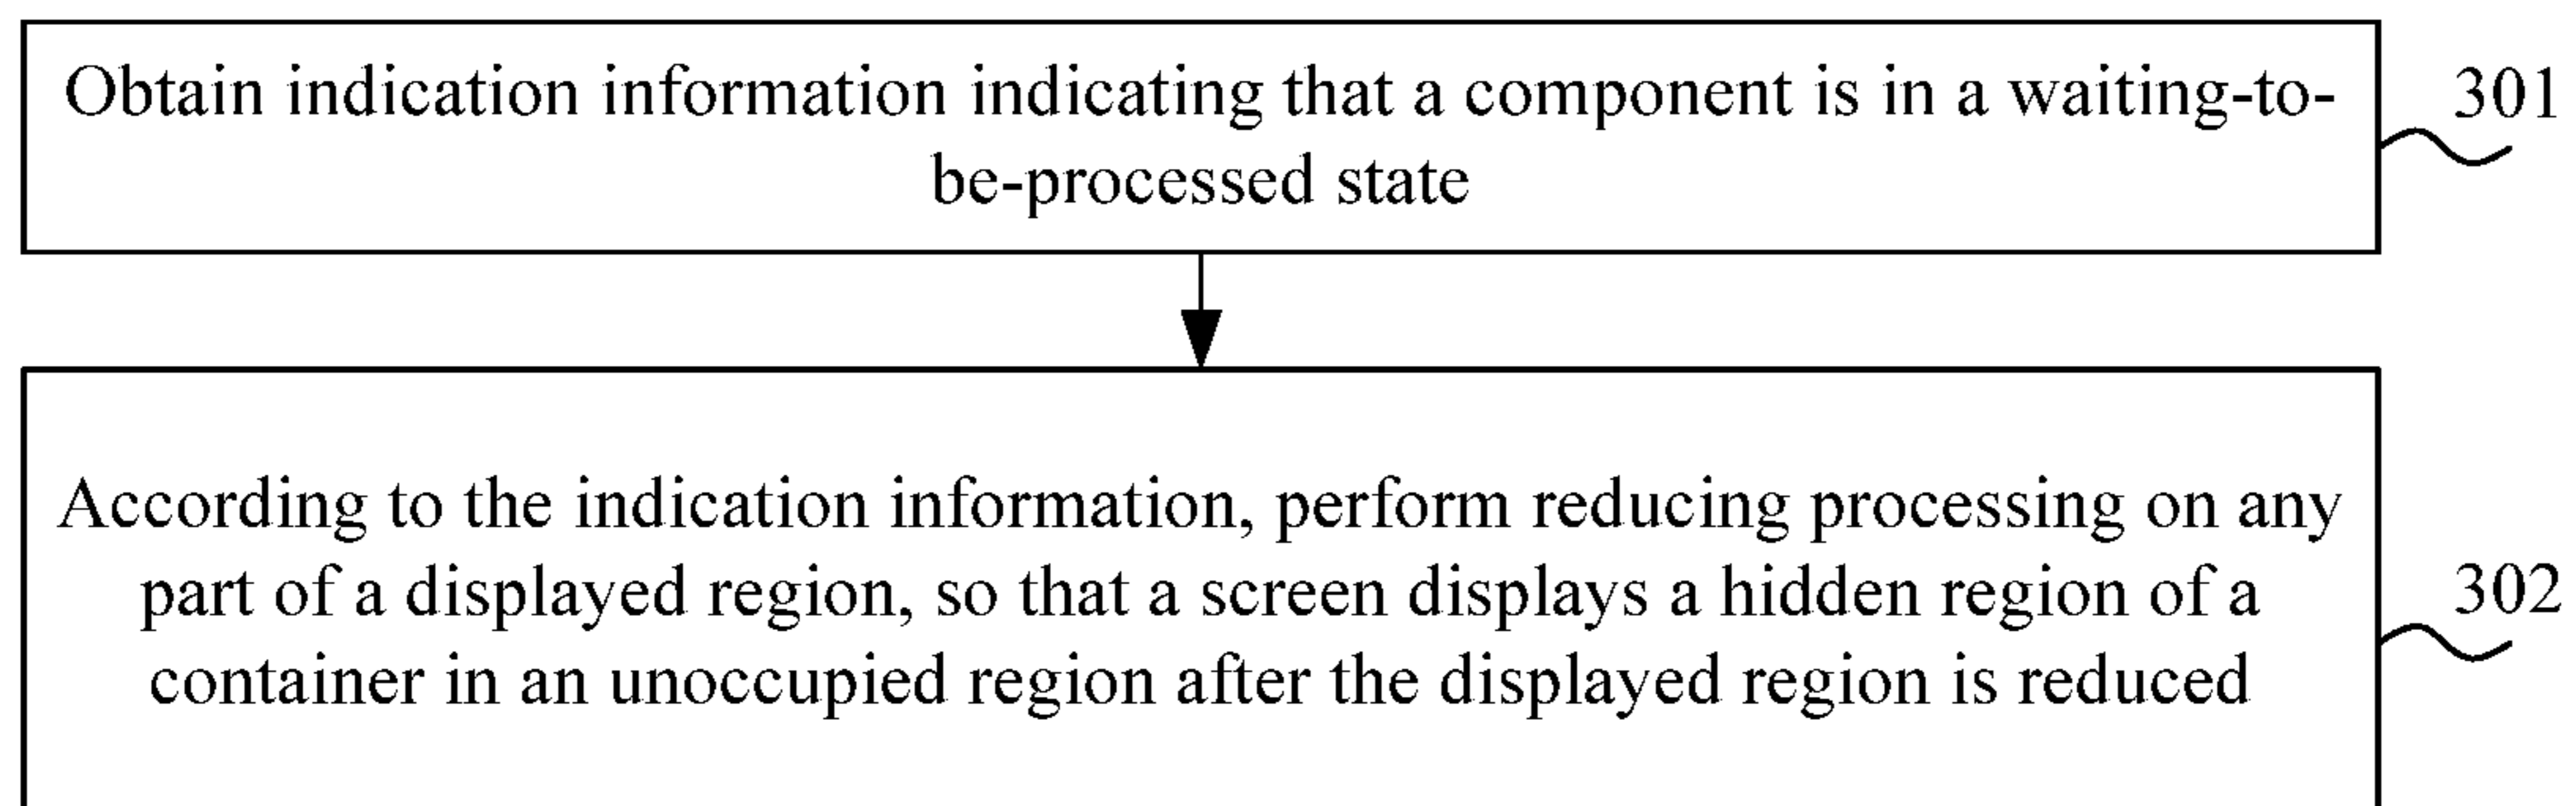 Obtain indication information indicating that a component is in a waiting-to-
be-processed state
301
According to the indication information, perform reducing processing on any
part of a displayed region, so that a screen displays a hidden region of a
container in an unoccupied region after the displayed region is reduced
302